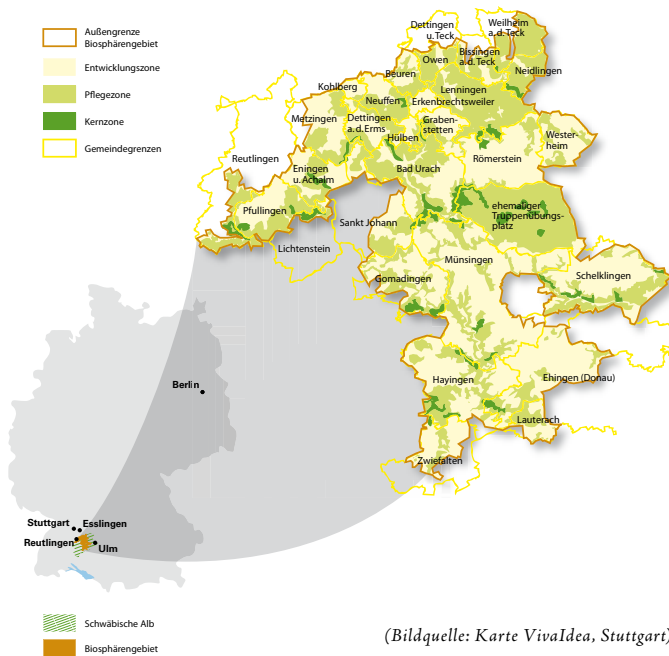 Außengrenze
Biosphärengebiet
Entwicklungszone
Pflegezone
Kernzone
Gemeindegrenzen
Dettingen
u. Teck
Weilheim
a. d. Teck
Owen
Bissingen
a. d. Teck
Beuren
Neidlingen
Kohlberg
Lenningen
Neuffen
Erkenbrechtsweiler
Metzingen
Dettingen
a. d. Erms
Graben-
stetten
Hülben
Wester-
heim
Reutlingen
Römerstein
Eningen
u. Achalm
Bad Urach
Pfullingen
ehemaliger
Truppenübungs-
platz
Sankt Johann
Lichtenstein
Münsingen
Gomadingen
Schelklingen
Hayingen
Ehingen (Donau)
Lauterach
Zwiefalten
Berlin
Stuttgart
Esslingen
Reutlingen
Ulm
Schwäbische Alb
Biosphärengebiet
(Bildquelle: Karte VivaIdea, Stuttgart)